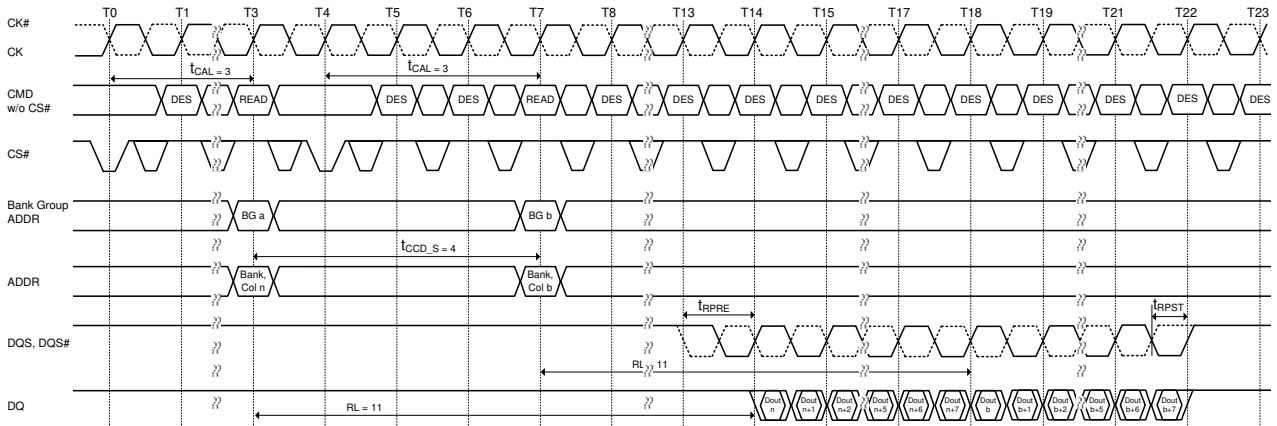 T0 T1 T3 T4 T5 T6 T7 T8 T13 T14 T15 T17 T18 T19 T21 T22 T23
CK#
CK
tCAL = 3 tCAL = 3
CMD
w/o CS#
DES READ DES DES READ DES DES DES DES DES DES DES DES DES DES
CS#
Bank Group
ADDR
BG a BG b
tCCD_S = 4
ADDR
Bank,
Col n
Bank,
Col b
tRPRE tRPST
DQS, DQS#
RL = 11
DQ
RL = 11
Dout
n
Dout
n+1
Dout
n+2
Dout
n+5
Dout
n+6
Dout
n+7
Dout
b
Dout
b+1
Dout
b+2
Dout
b+5
Dout
b+6
Dout
b+7